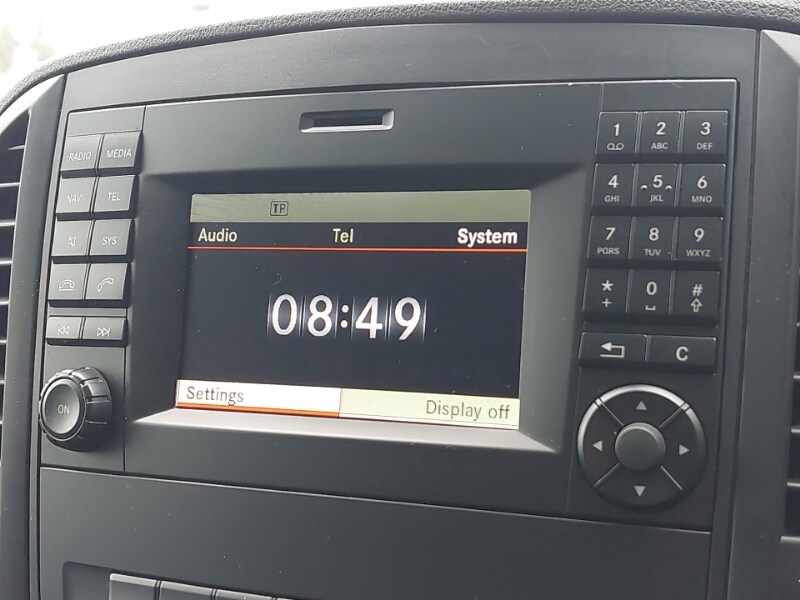 RADIO MEDIA
NAVI TEL
SYS
ON
TP
Audio Tel System
08:49
Settings Display off
1 2 ABC 3 DEF
4 GHI 5 JKL 6 MNO
7 PQRS 8 TUV 9 WXYZ
* + 0 #
C